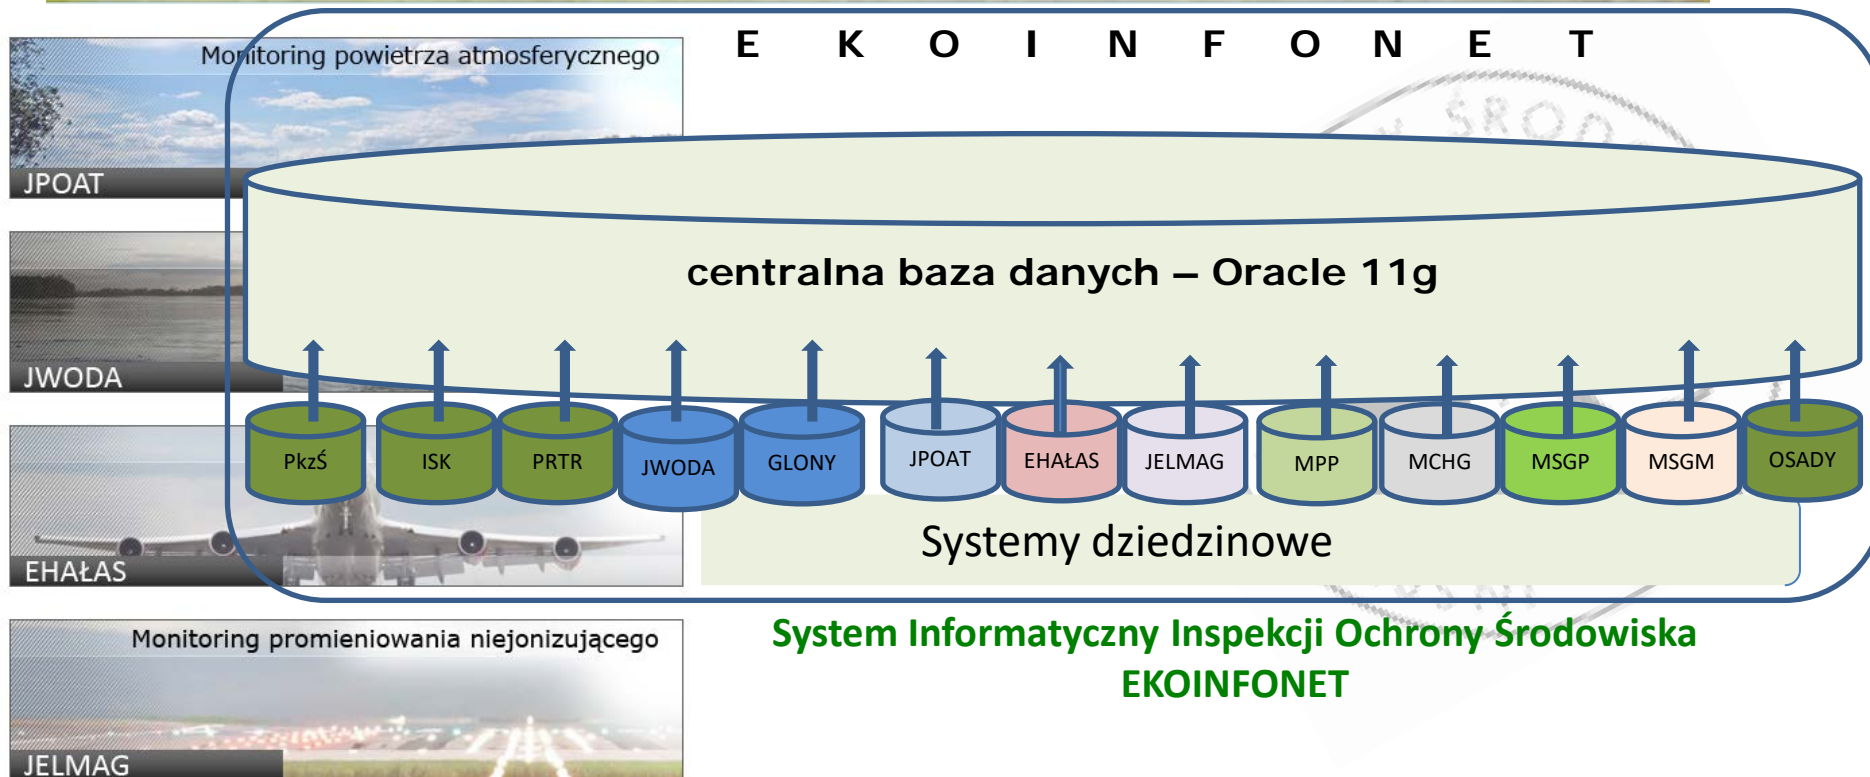 E K O I N F O N E T
Monitoring powietrza atmosferycznego
JPOAT
centralna baza danych – Oracle 11g
JWODA
PkzŚ
ISK
PRTR
JWODA
GLONY
JPOAT
EHAŁAS
JELMAG
MPP
MCHG
MSGP
MSGM
OSADY
Systemy dziedzinowe
EHAŁAS
System Informatyczny Inspekcji Ochrony Środowiska
EKOINFONET
Monitoring promieniowania niejonizującego
JELMAG